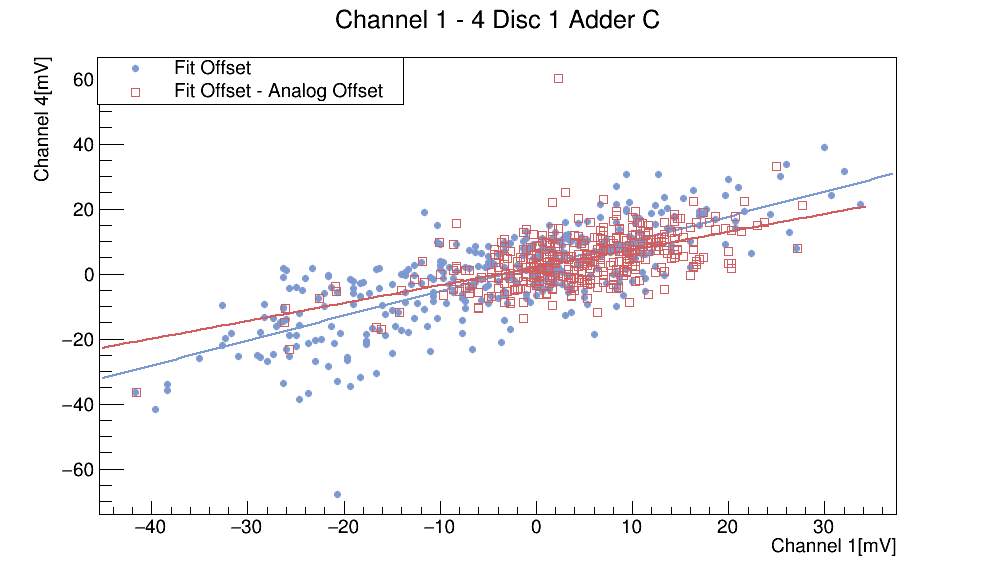 Channel 1 - 4 Disc 1 Adder C
Channel 4[mV]
Fit Offset
Fit Offset - Analog Offset
60
40
20
0
−20
−40
−60
−40 −30 −20 −10 0 10 20 30
Channel 1[mV]